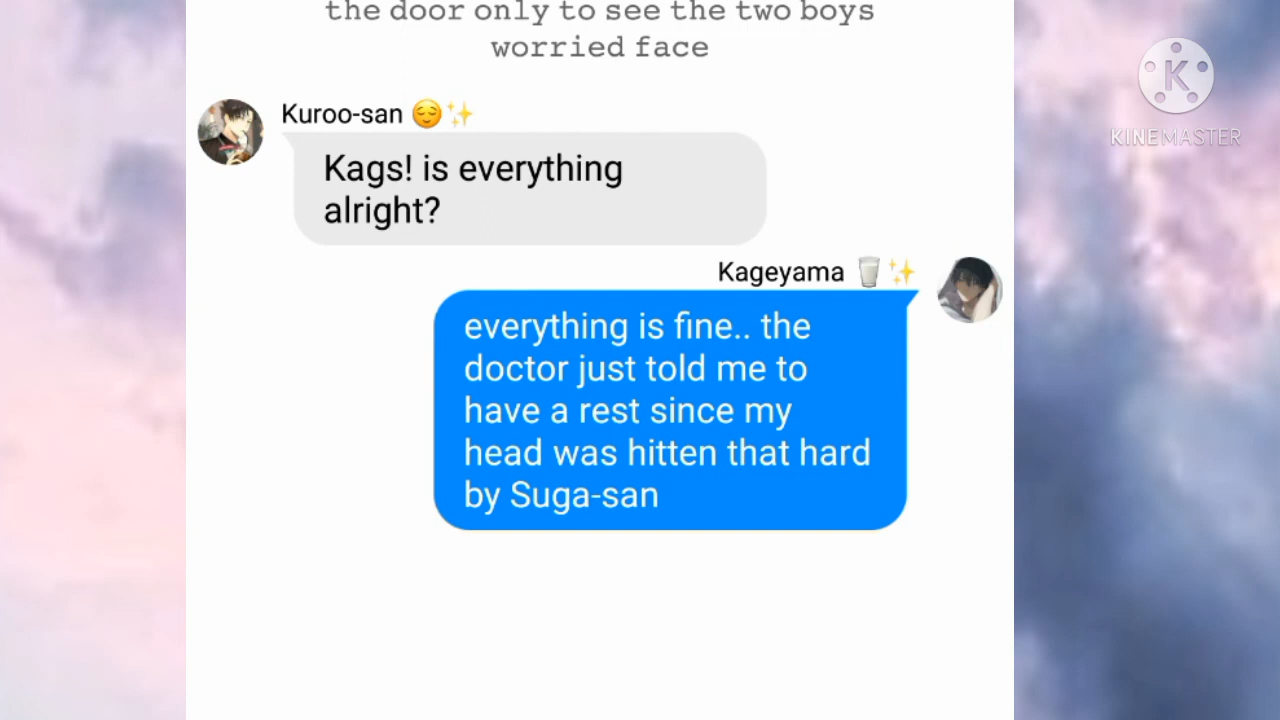 the door only to see the two boys
worried face
Kuroo-san 😌✨
Kags! is everything
alright?
Kageyama 🥛✨
everything is fine.. the
doctor just told me to
have a rest since my
head was hitten that hard
by Suga-san
K
KINEMASTER